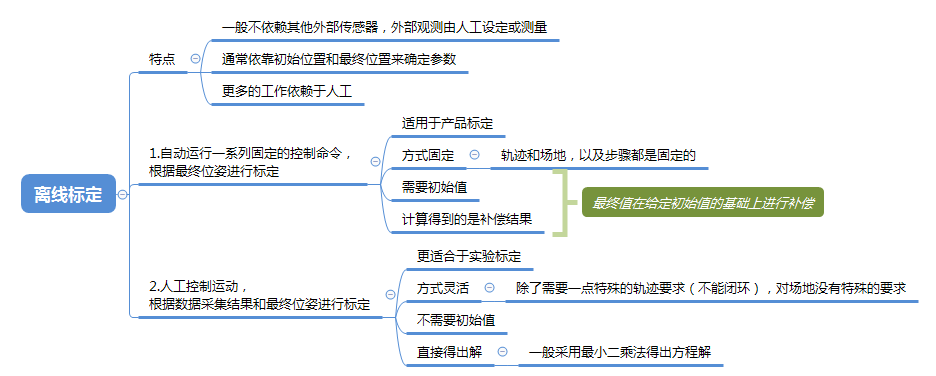 离线标定
特点
一般不依赖其他外部传感器，外部观测由人工设定或测量
通常依靠初始位置和最终位置来确定参数
更多的工作依赖于人工
1.自动运行一系列固定的控制命令，
根据最终位姿进行标定
适用于产品标定
方式固定
轨迹和场地，以及步骤都是固定的
需要初始值
计算得到的是补偿结果
最终值在给定初始值的基础上进行补偿
2.人工控制运动，
根据数据采集结果和最终位姿进行标定
更适合于实验标定
方式灵活
除了需要一点特殊的轨迹要求（不能闭环），对场地没有特殊的要求
不需要初始值
直接得出解
一般采用最小二乘法得出方程解